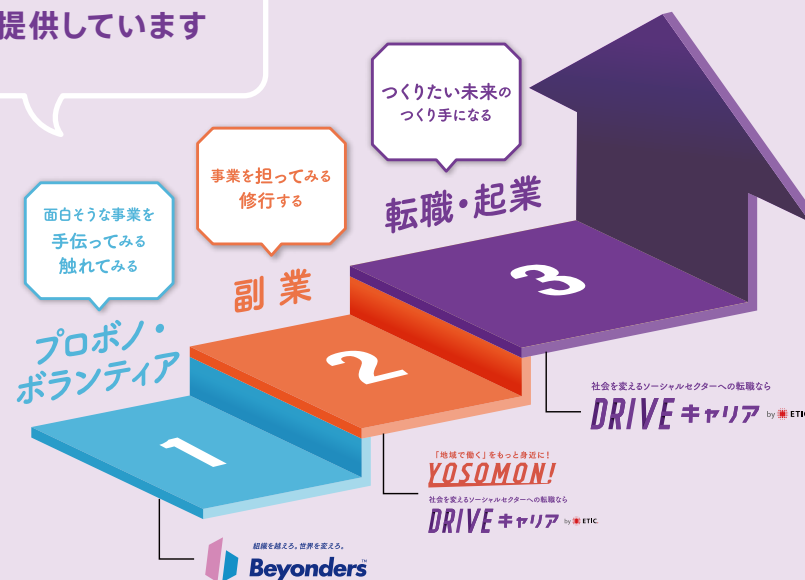 提供しています
つくりたい未来の
つくり手になる
事業を担ってみる
修行する
面白そうな事業を
手伝ってみる
触れてみる
転職・起業
副業
プロボノ・
ボランティア
3
2
1
社会を変えるソーシャルセクターへの転職なら
DRIVEキャリア by ETIC
「地域で働く」をもっと身近に!
YOSOMON!
社会を変えるソーシャルセクターへの転職なら
DRIVEキャリア by ETIC.
組織を越えろ。世界を変えろ。
Beyonders